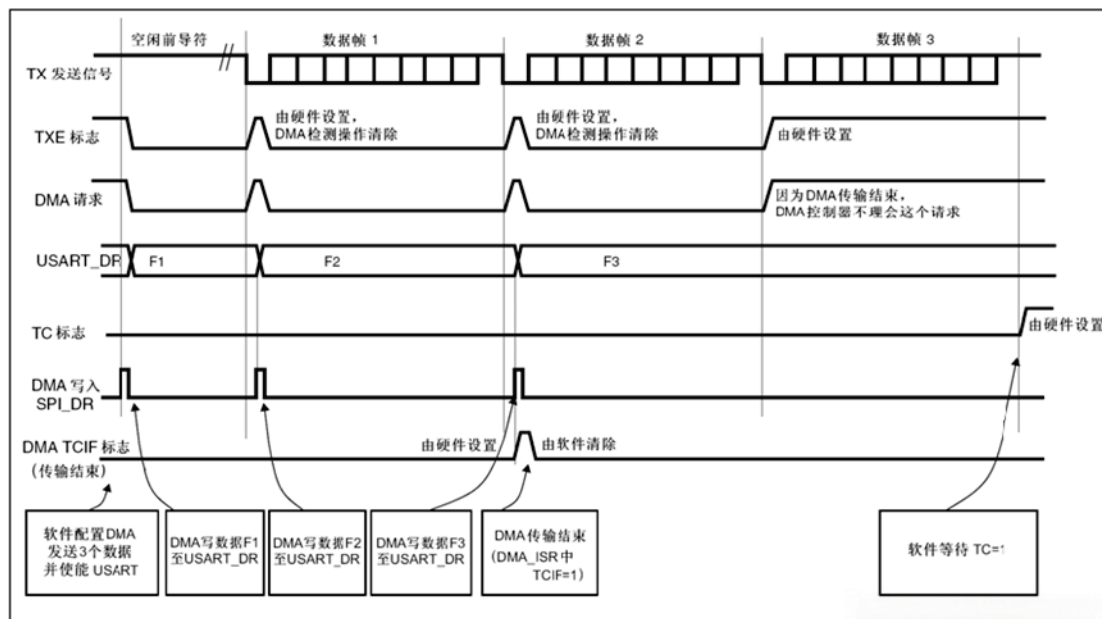 空闲前导符
数据帧 1
数据帧 2
数据帧 3
TX 发送信号
由硬件设置，
DMA检测操作清除
由硬件设置，
DMA检测操作清除
TXE 标志
由硬件设置
DMA 请求
因为DMA传输结束，
DMA控制器不理会这个请求
USART_DR
F1
F2
F3
TC 标志
由硬件设置
DMA 写入
SPI_DR
DMA TCIF 标志
(传输结束)
由硬件设置
由软件清除
软件配置DMA
发送3个数据
并使能 USART
DMA写数据F1
至USART_DR
DMA写数据F2
至USART_DR
DMA写数据F3
至USART_DR
DMA传输结束
(DMA_ISR中
TCIF=1)
软件等待 TC=1